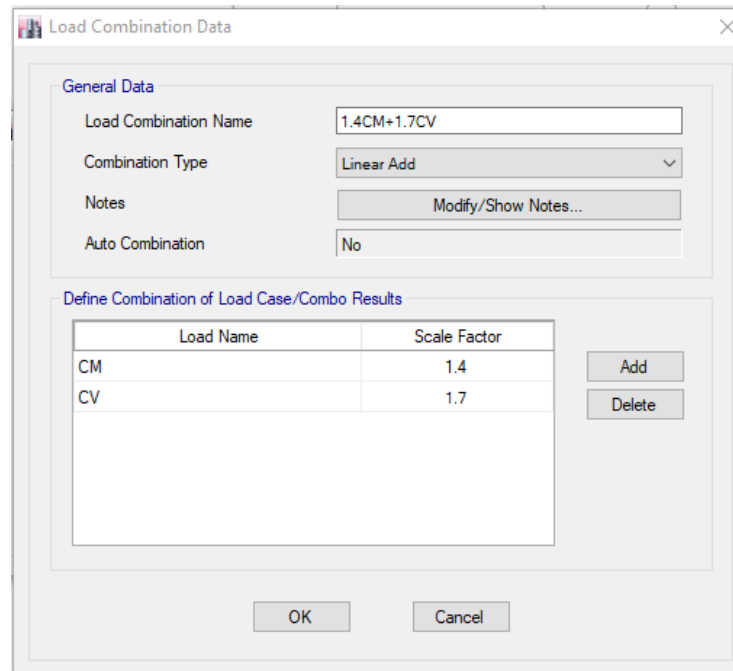 Load Combination Data
General Data
Load Combination Name 1.4CM+1.7CV
Combination Type Linear Add
Notes Modify/Show Notes...
Auto Combination No
Define Combination of Load Case/Combo Results
Load Name Scale Factor
CM 1.4 Add
CV 1.7 Delete
OK Cancel